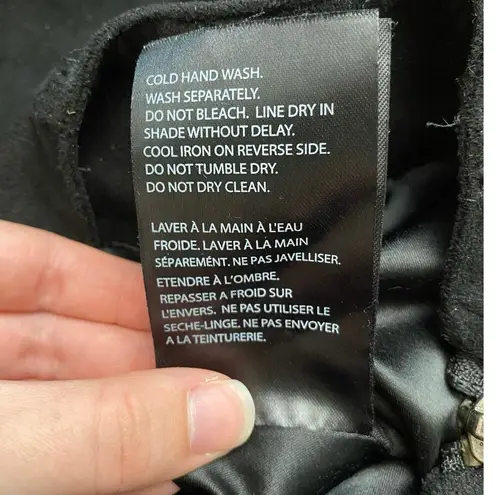 COLD HAND WASH.
WASH SEPARATELY.
DO NOT BLEACH. LINE DRY IN
SHADE WITHOUT DELAY.
COOL IRON ON REVERSE SIDE.
DO NOT TUMBLE DRY.
DO NOT DRY CLEAN.
LAVER À LA MAIN À L'EAU
FROIDE. LAVER À LA MAIN
SÉPARÉMENT. NE PAS JAVELLISER.
ETENDRE À L'OMBRE.
REPASSER A FROID SUR
L'ENVERS. NE PAS UTILISER LE
SECHE-LINGE. NE PAS ENVOYER
A LA TEINTURERIE.